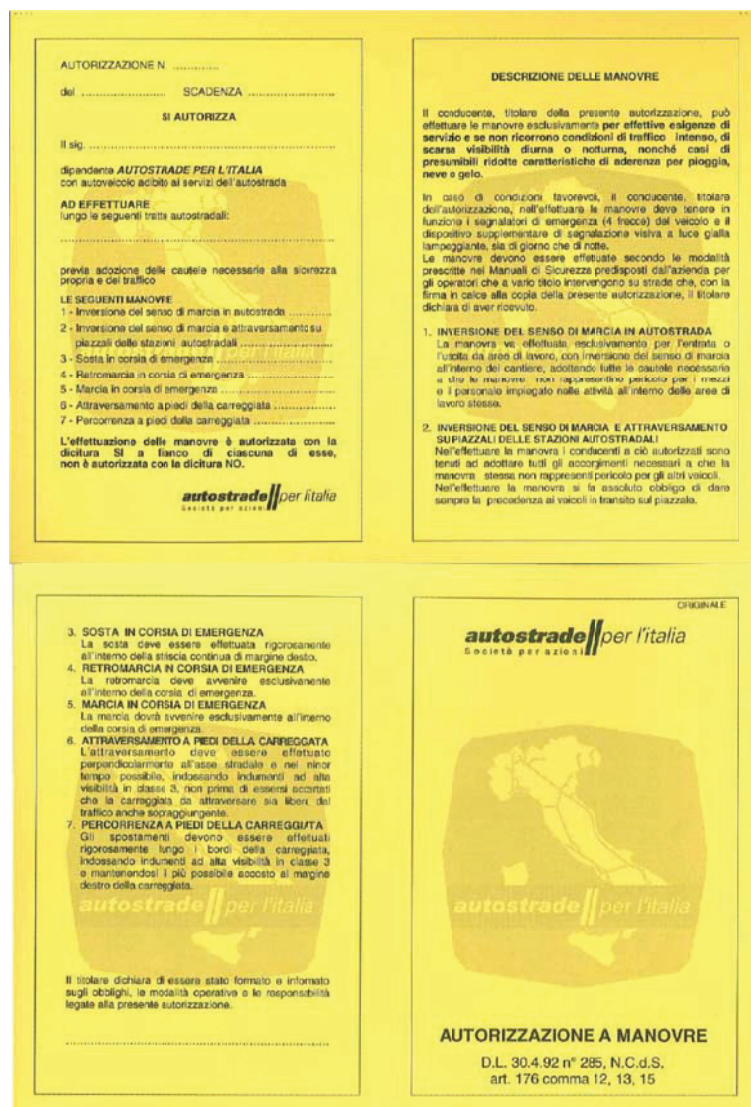 AUTORIZZAZIONE N. .............
del ........................ SCADENZA ........................
SI AUTORIZZA
Il sig. ........................................................................
dipendente AUTOSTRADE PER L'ITALIA
con autoveicolo adibito ai servizi dell'autostrada
AD EFFETTUARE
lungo le seguenti tratte autostradali:
........................................................................
previa adozione delle cautele necessarie alla sicurezza
propria e del traffico
LE SEGUENTI MANOVRE
1 - Inversione del senso di marcia in autostrada ............
2 - Inversione del senso di marcia e attraversamento su
piazzali delle stazioni autostradali ........................
3 - Sosta in corsia di emergenza ........................
4 - Retromarcia in corsia di emergenza ..................
5 - Marcia in corsia di emergenza ........................
6 - Attraversamento a piedi della carreggiata ...............
7 - Percorrenza a piedi della carreggiata ..................
L'effettuazione delle manovre è autorizzata con la
dicitura SI a fianco di ciascuna di esse,
non è autorizzata con la dicitura NO.
autostrade per l'italia
Società per azioni
DESCRIZIONE DELLE MANOVRE
Il conducente, titolare della presente autorizzazione, può
effettuare le manovre esclusivamente per effettive esigenze di
servizio e se non ricorrono condizioni di traffico intenso, di
scarsa visibilità diurna o notturna, nonché casi di
presumibili ridotte caratteristiche di aderenza per pioggia,
neve o gelo.
In caso di condizioni favorevoli, il conducente, titolare
dell'autorizzazione, nell'effettuare le manovre deve tenere in
funzione i segnalatori di emergenza (4 frecce) del veicolo e il
dispositivo supplementare di segnalazione visiva a luce gialla
lampeggiante, sia di giorno che di notte.
Le manovre devono essere effettuate secondo le modalità
prescritte nei Manuali di Sicurezza predisposti dall'azienda per
gli operatori che a vario titolo intervengono su strada che, con la
firma in calce alla copia della presente autorizzazione, il titolare
dichiara di aver ricevuto.
1. INVERSIONE DEL SENSO DI MARCIA IN AUTOSTRADA
La manovra va effettuata esclusivamente per l'entrata o
l'uscita da aree di lavoro, con inversione del senso di marcia
all'interno del cantiere, adottando tutte le cautele necessarie
a che le manovre non rappresentino pericolo per i mezzi
e il personale impiegato nelle attività all'interno delle aree di
lavoro stesse.
2. INVERSIONE DEL SENSO DI MARCIA E ATTRAVERSAMENTO
SU PIAZZALI DELLE STAZIONI AUTOSTRADALI
Nell'effettuare la manovra i conducenti a ciò autorizzati sono
tenuti ad adottare tutti gli accorgimenti necessari a che la
manovra stessa non rappresenti pericolo per gli altri veicoli.
Nell'effettuare la manovra si fa assoluto obbligo di dare
sempre la precedenza ai veicoli in transito sul piazzale.
3. SOSTA IN CORSIA DI EMERGENZA
La sosta deve essere effettuata rigorosamente
all'interno della striscia continua di margine destro.
4. RETROMARCIA IN CORSIA DI EMERGENZA
La retromarcia deve avvenire esclusivamente
all'interno della corsia di emergenza.
5. MARCIA IN CORSIA DI EMERGENZA
La marcia dovrà avvenire esclusivamente all'interno
della corsia di emergenza.
6. ATTRAVERSAMENTO A PIEDI DELLA CARREGGIATA
L'attraversamento deve essere effettuato
perpendicolarmente all'asse stradale e nel minor
tempo possibile, indossando indumenti ad alta
visibilità in classe 3, non prima di essersi accertati
che la carreggiata da attraversare sia libera dal
traffico anche sopraggiungente.
7. PERCORRENZA A PIEDI DELLA CARREGGIATA
Gli spostamenti devono essere effettuati
rigorosamente lungo i bordi della carreggiata,
indossando indumenti ad alta visibilità in classe 3
e mantenendosi il più possibile accosto al margine
destro della carreggiata.
autostrade per l'italia
Il titolare dichiara di essere stato formato e informato
sugli obblighi, le modalità operative e le responsabilità
legate alla presente autorizzazione.
........................................................................
ORIGINALE
autostrade per l'italia
Società per azioni
autostrade per l'italia
AUTORIZZAZIONE A MANOVRE
D.L. 30.4.92 n° 285, N.C.d.S.
art. 176 comma 12, 13, 15